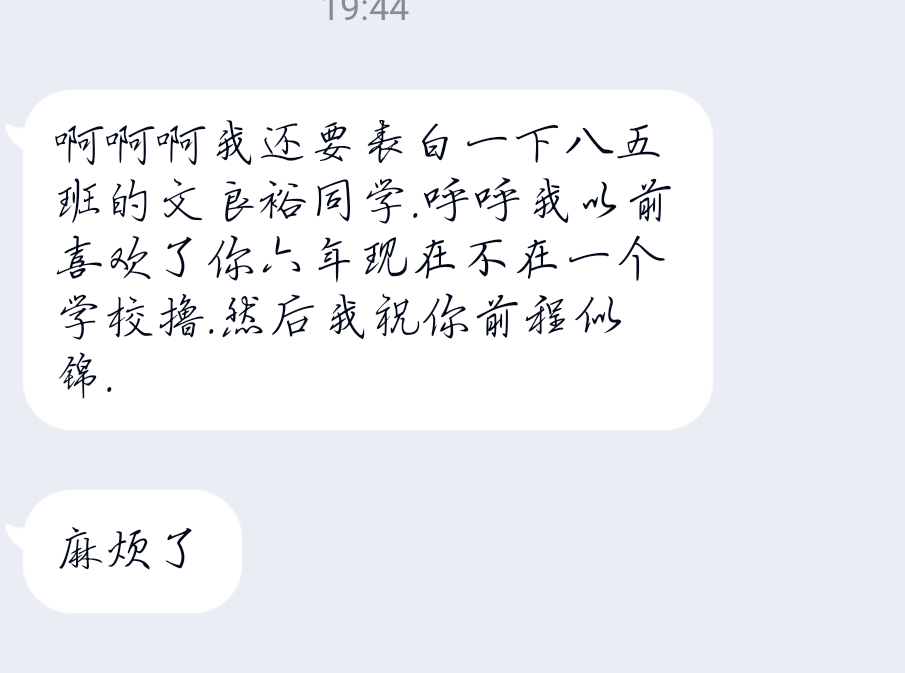 19:44
啊啊啊我还要表白一下八五
班的文良裕同学.呼呼我以前
喜欢了你六年现在不在一个
学校撸.然后我祝你前程似
锦.
麻烦了